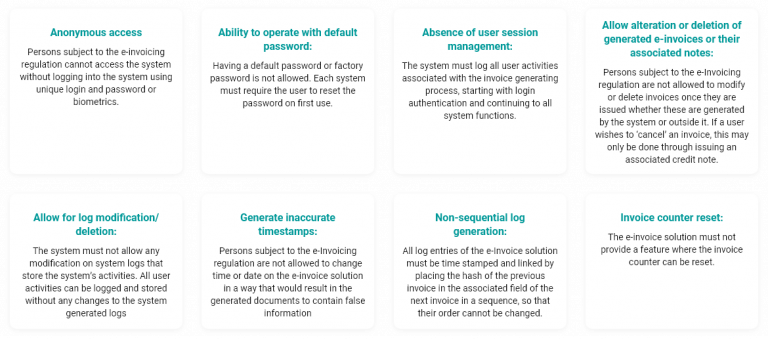 Anonymous access
Persons subject to the e-invoicing
regulation cannot access the system
without logging into the system using
unique login and password or
biometrics.
Ability to operate with default
password:
Having a default password or factory
password is not allowed. Each system
must require the user to reset the
password on first use.
Absence of user session
management:
The system must log all user activities
associated with the invoice generating
process, starting with login
authentication and continuing to all
system functions.
Allow alteration or deletion of
generated e-invoices or their
associated notes:
Persons subject to the e-Invoicing
regulation are not allowed to modify
or delete invoices once they are
issued whether these are generated
by the system or outside it. If a user
wishes to 'cancel' an invoice, this may
only be done through issuing an
associated credit note.
Allow for log modification/
deletion:
The system must not allow any
modification on system logs that
store the system's activities. All user
activities can be logged and stored
without any changes to the system
generated logs
Generate inaccurate
timestamps:
Persons subject to the e-Invoicing
regulation are not allowed to change
time or date on the e-invoice solution
in a way that would result in the
generated documents to contain false
information
Non-sequential log
generation:
All log entries of the e-Invoice solution
must be time stamped and linked by
placing the hash of the previous
invoice in the associated field of the
next invoice in a sequence, so that
their order cannot be changed.
Invoice counter reset:
The e-invoice solution must not
provide a feature where the invoice
counter can be reset.